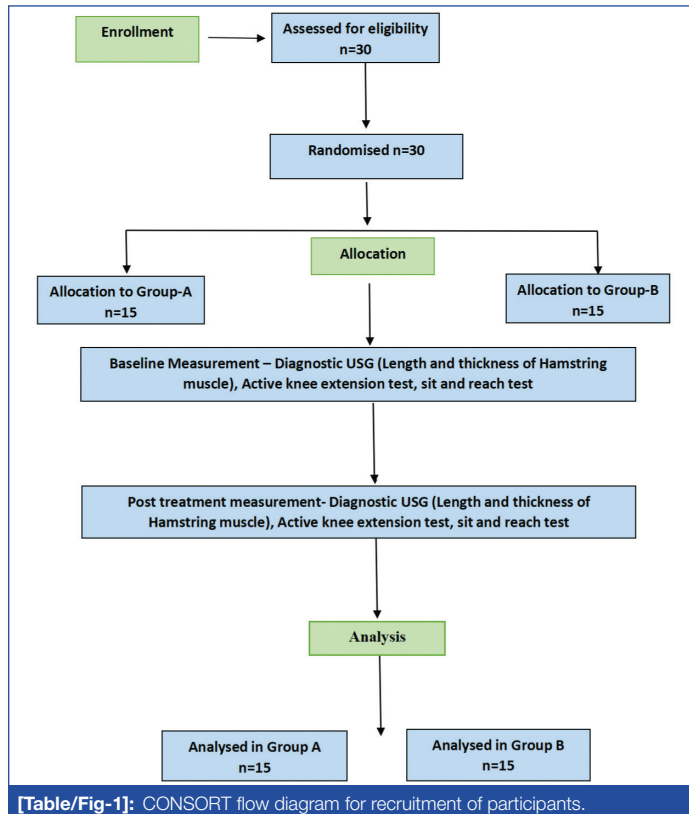 Enrollment
Assessed for eligibility
n=30
Randomised n=30
Allocation
Allocation to Group-A
n=15
Allocation to Group-B
n=15
Baseline Measurement – Diagnostic USG (Length and thickness of Hamstring
muscle), Active knee extension test, sit and reach test
Post treatment measurement- Diagnostic USG (Length and thickness of
Hamstring muscle), Active knee extension test, sit and reach test
Analysis
Analysed in Group A
n=15
Analysed in Group B
n=15
[Table/Fig-1]: CONSORT flow diagram for recruitment of participants.